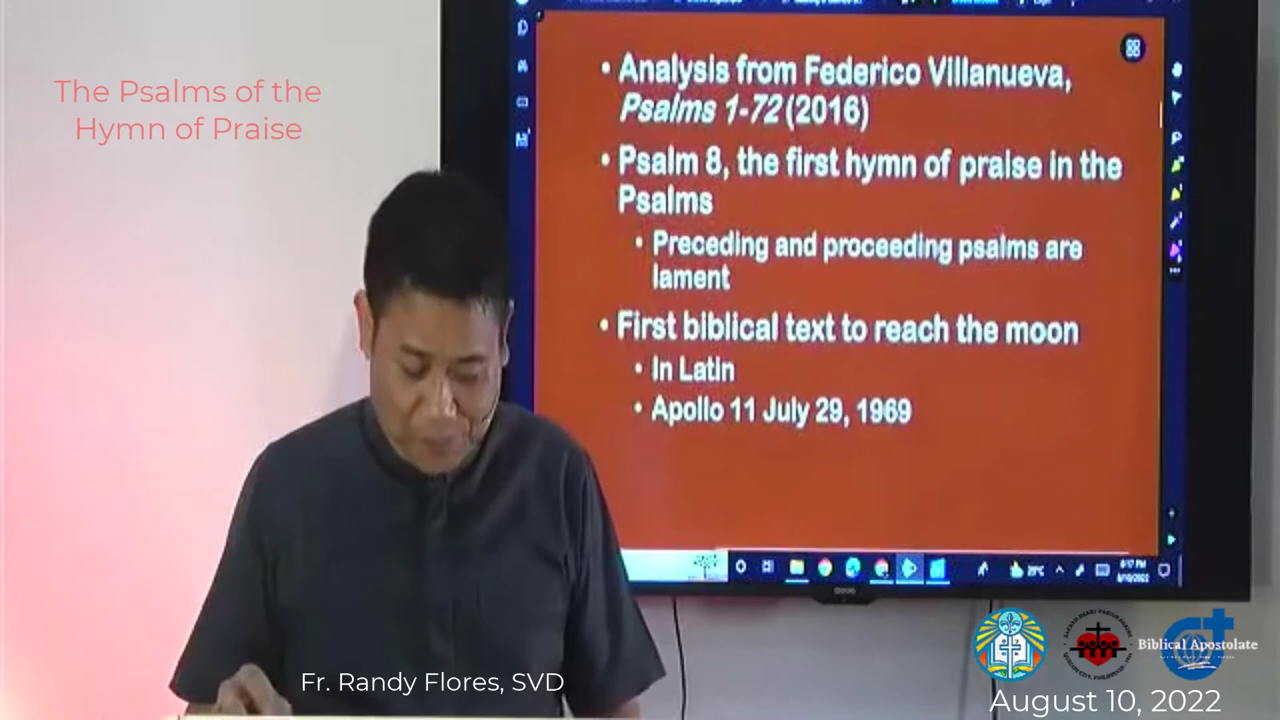 The Psalms of the
Hymn of Praise
• Analysis from Federico Villanueva,
Psalms 1-72 (2016)
• Psalm 8, the first hymn of praise in the
Psalms
• Preceding and proceeding psalms are
lament
• First biblical text to reach the moon
• In Latin
• Apollo 11 July 29, 1969
Fr. Randy Flores, SVD
Biblical Apostolate
August 10, 2022